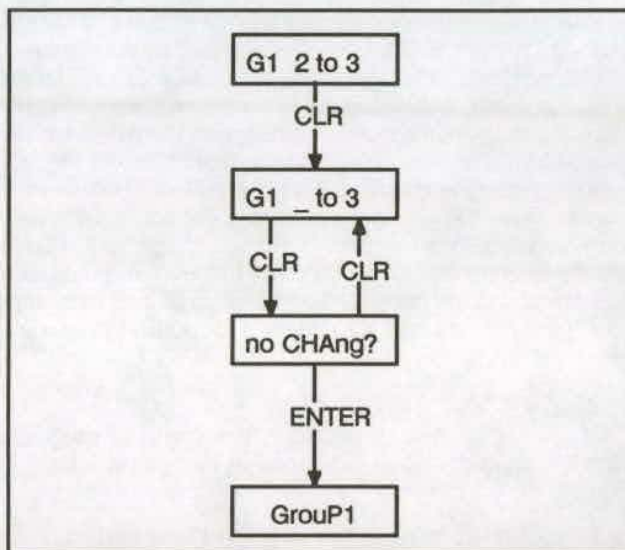 G1 2 to 3
CLR
G1 _ to 3
CLR CLR
no CHAng?
ENTER
GrouP1